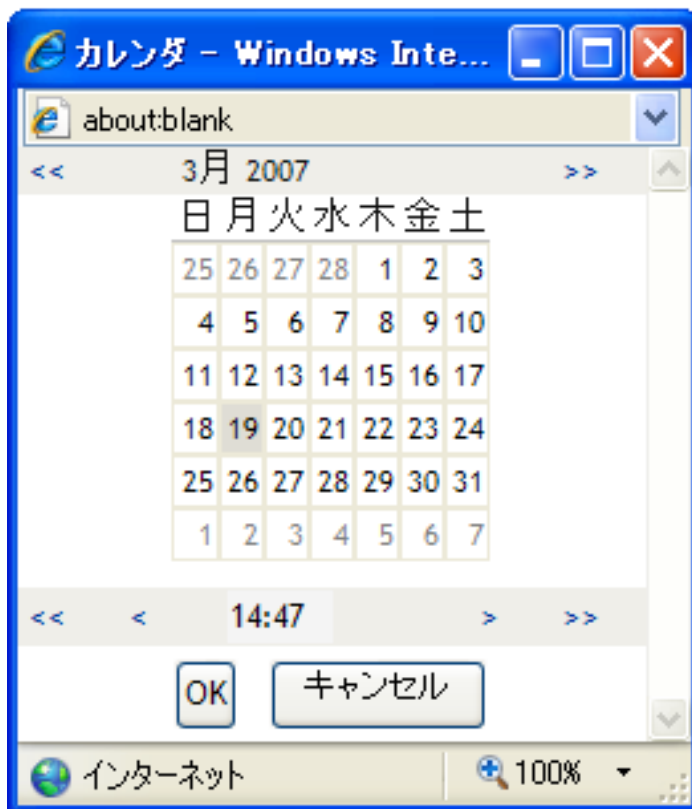 カレンダ - Windows Inte...
about:blank
<< 3月 2007 >>
日 月 火 水 木 金 土
25 26 27 28 1 2 3
4 5 6 7 8 9 10
11 12 13 14 15 16 17
18 19 20 21 22 23 24
25 26 27 28 29 30 31
1 2 3 4 5 6 7
<< < 14:47 > >>
OK キャンセル
インターネット 100%